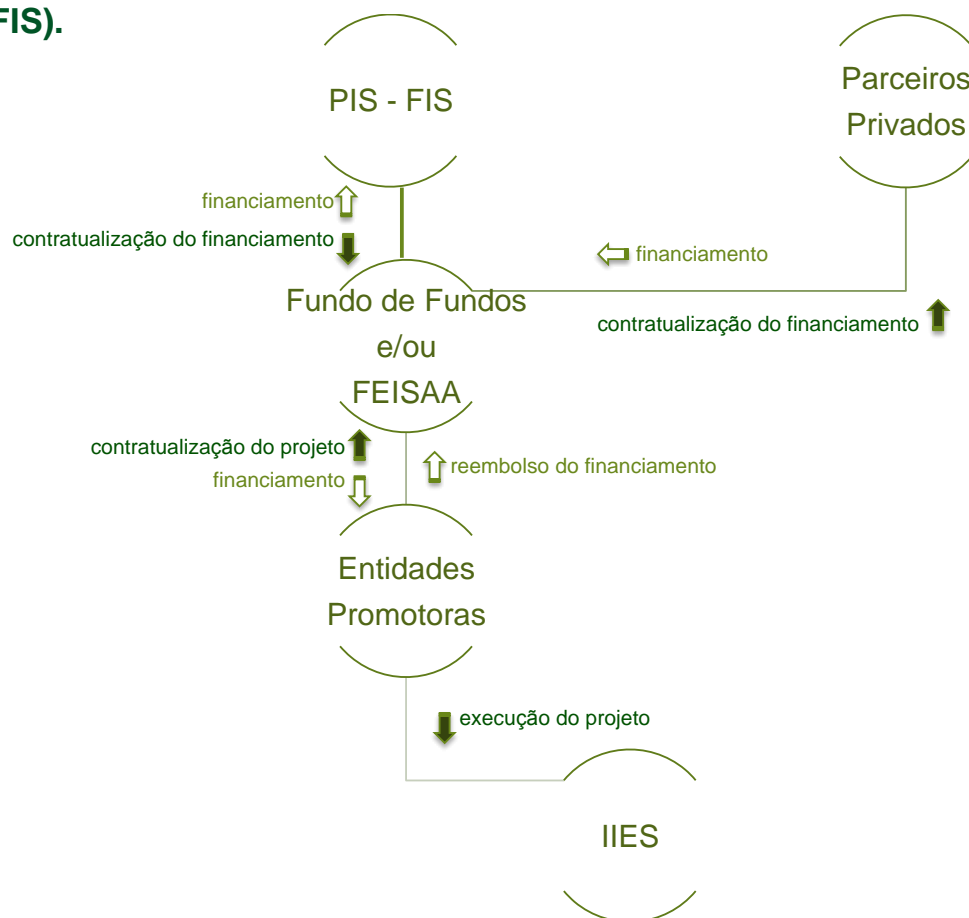 FIS).
PIS - FIS
Parceiros
Privados
financiamento
contratualização do financiamento
financiamento
Fundo de Fundos
e/ou
FEISAA
contratualização do financiamento
contratualização do projeto
financiamento
reembolso do financiamento
Entidades
Promotoras
execução do projeto
IIES